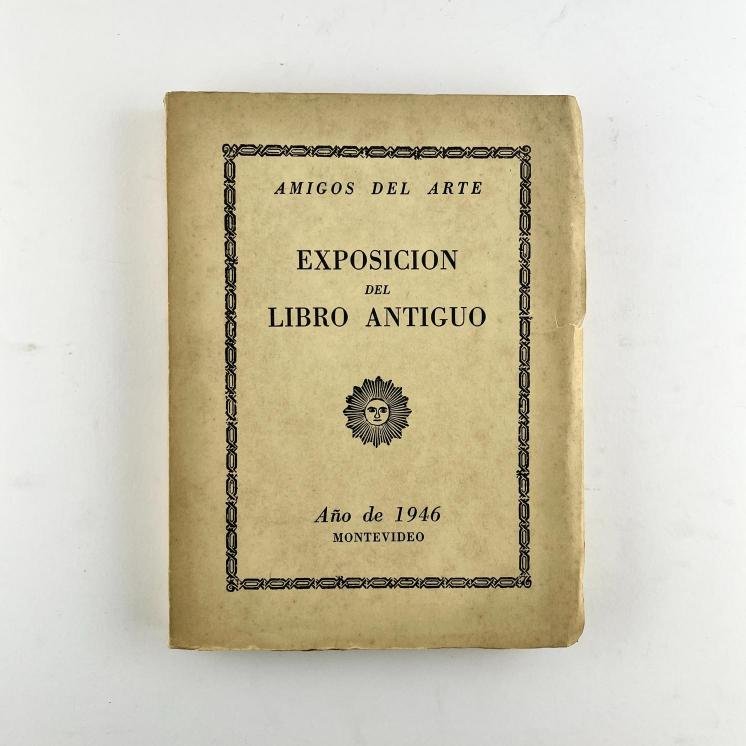 AMIGOS DEL ARTE
EXPOSICION
DEL
LIBRO ANTIGUO
Año de 1946
MONTEVIDEO